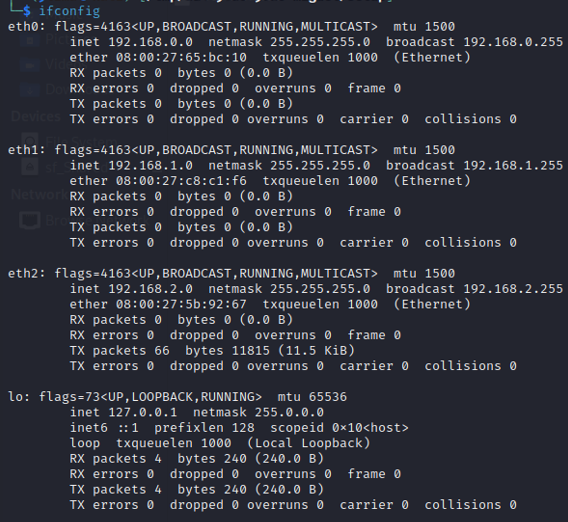 └─$ ifconfig
eth0: flags=4163<UP,BROADCAST,RUNNING,MULTICAST>  mtu 1500
        inet 192.168.0.0  netmask 255.255.255.0  broadcast 192.168.0.255
        ether 08:00:27:65:bc:10  txqueuelen 1000  (Ethernet)
        RX packets 0  bytes 0 (0.0 B)
        RX errors 0  dropped 0  overruns 0  frame 0
        TX packets 0  bytes 0 (0.0 B)
        TX errors 0  dropped 0 overruns 0  carrier 0  collisions 0

eth1: flags=4163<UP,BROADCAST,RUNNING,MULTICAST>  mtu 1500
        inet 192.168.1.0  netmask 255.255.255.0  broadcast 192.168.1.255
        ether 08:00:27:c8:c1:f6  txqueuelen 1000  (Ethernet)
        RX packets 0  bytes 0 (0.0 B)
        RX errors 0  dropped 0  overruns 0  frame 0
        TX packets 0  bytes 0 (0.0 B)
        TX errors 0  dropped 0 overruns 0  carrier 0  collisions 0

eth2: flags=4163<UP,BROADCAST,RUNNING,MULTICAST>  mtu 1500
        inet 192.168.2.0  netmask 255.255.255.0  broadcast 192.168.2.255
        ether 08:00:27:5b:92:67  txqueuelen 1000  (Ethernet)
        RX packets 0  bytes 0 (0.0 B)
        RX errors 0  dropped 0  overruns 0  frame 0
        TX packets 66  bytes 11815 (11.5 KiB)
        TX errors 0  dropped 0 overruns 0  carrier 0  collisions 0

lo: flags=73<UP,LOOPBACK,RUNNING>  mtu 65536
        inet 127.0.0.1  netmask 255.0.0.0
        inet6 ::1  prefixlen 128  scopeid 0×10<host>
        loop  txqueuelen 1000  (Local Loopback)
        RX packets 4  bytes 240 (240.0 B)
        RX errors 0  dropped 0  overruns 0  frame 0
        TX packets 4  bytes 240 (240.0 B)
        TX errors 0  dropped 0 overruns 0  carrier 0  collisions 0
Devices